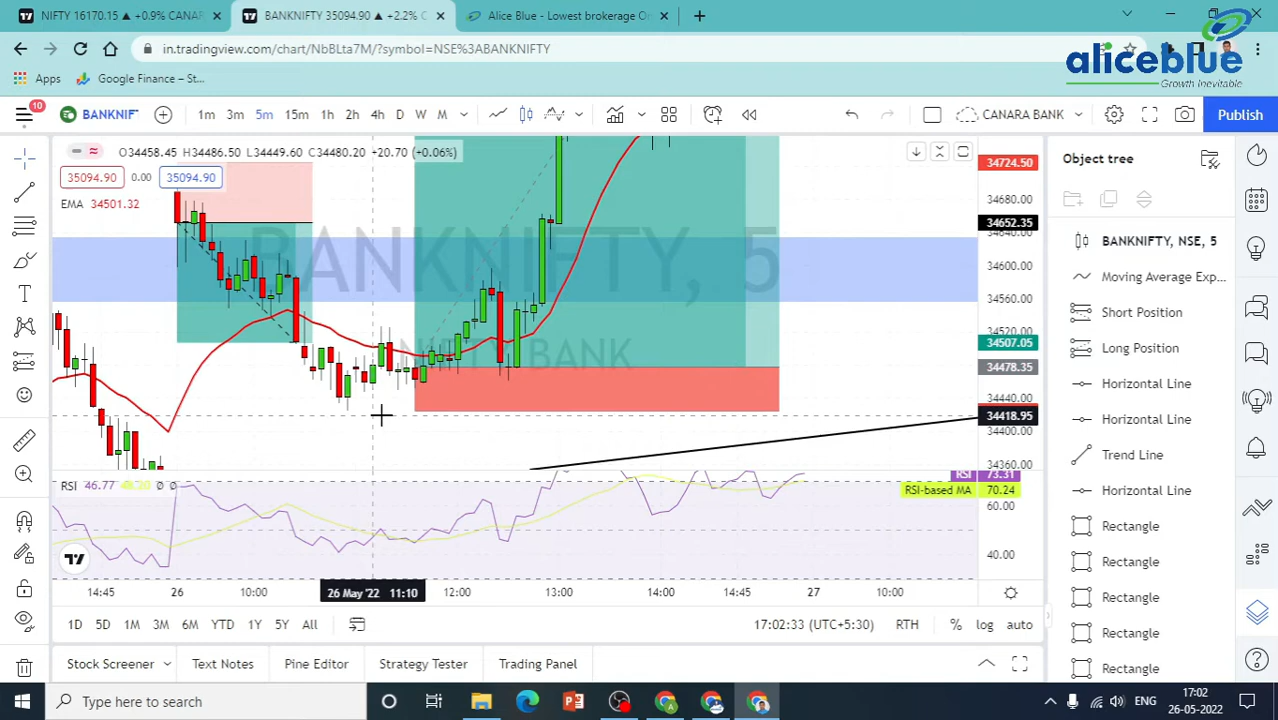 NIFTY 16170.15 ▲ +0.9% CANAR
BANKNIFTY 35094.90 ▲ +2.2% C
Alice Blue - Lowest brokerage On
in.tradingview.com/chart/NbBLta7M/?symbol=NSE%3ABANKNIFTY
aliceblue
Growth Inevitable
Apps
Google Finance – St...
10
BANKNIF
1m 3m 5m 15m 1h 2h 4h D W M
CANARA BANK
Publish
O34458.45 H34486.50 L34449.60 C34480.20 +20.70 (+0.06%)
35094.90 0.00 35094.90
EMA 34501.32
BANKNIFTY, 5
NIFTY BANK
34724.50
34680.00
34652.35
34640.00
34600.00
34560.00
34520.00
34507.05
34478.35
34440.00
34418.95
34400.00
34360.00
RSI 46.77 48.20 Ø Ø
RSI 73.31
RSI-based MA 70.24
60.00
40.00
14:45 26 10:00 26 May '22 11:10 12:00 13:00 14:00 14:45 27 10:00
1D 5D 1M 3M 6M YTD 1Y 5Y All
17:02:33 (UTC+5:30) RTH % log auto
Stock Screener Text Notes Pine Editor Strategy Tester Trading Panel
Object tree
BANKNIFTY, NSE, 5
Moving Average Exp...
Short Position
Long Position
Horizontal Line
Horizontal Line
Trend Line
Horizontal Line
Rectangle
Rectangle
Rectangle
Rectangle
Rectangle
Type here to search
ENG
17:02
26-05-2022